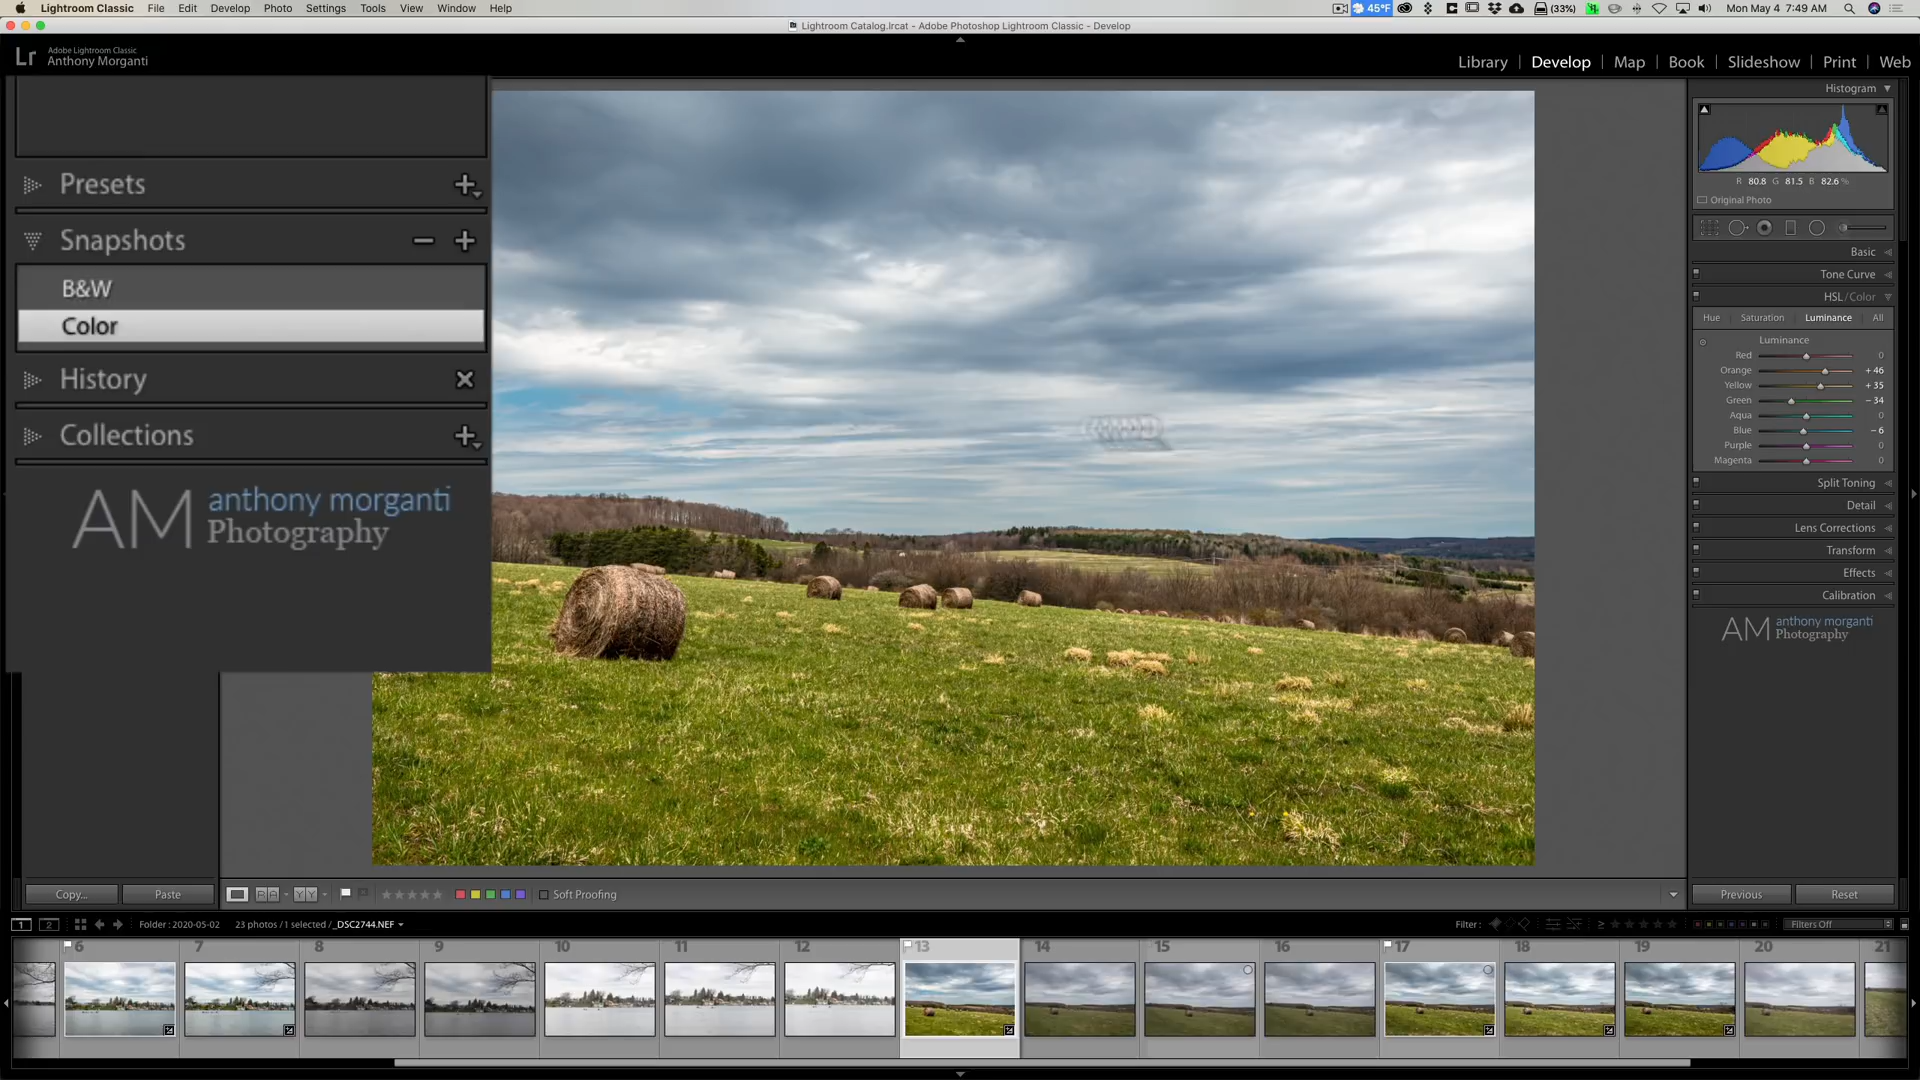 Lightroom Classic File Edit Develop Photo Settings Tools View Window Help 45°F (33%) Mon May 4 7:49 AM
Lightroom Catalog.lrcat - Adobe Photoshop Lightroom Classic - Develop
Lr Adobe Lightroom Classic
Anthony Morganti
Library | Develop | Map | Book | Slideshow | Print | Web
Histogram
R 80.8 G 81.5 B 82.6 %
Original Photo
Presets
Snapshots
B&W
Color
History
Collections
AM anthony morganti
Photography
Basic
Tone Curve
HSL / Color
Hue Saturation Luminance All
Luminance
Red 0
Orange + 46
Yellow + 35
Green - 34
Aqua 0
Blue - 6
Purple 0
Magenta 0
Split Toning
Detail
Lens Corrections
Transform
Effects
Calibration
AM anthony morganti
Photography
Copy... Paste
Soft Proofing
Previous Reset
1 2 Folder : 2020-05-02 23 photos / 1 selected / _DSC2744.NEF
Filter : Filters Off
6 7 8 9 10 11 12 13 14 15 16 17 18 19 20 21